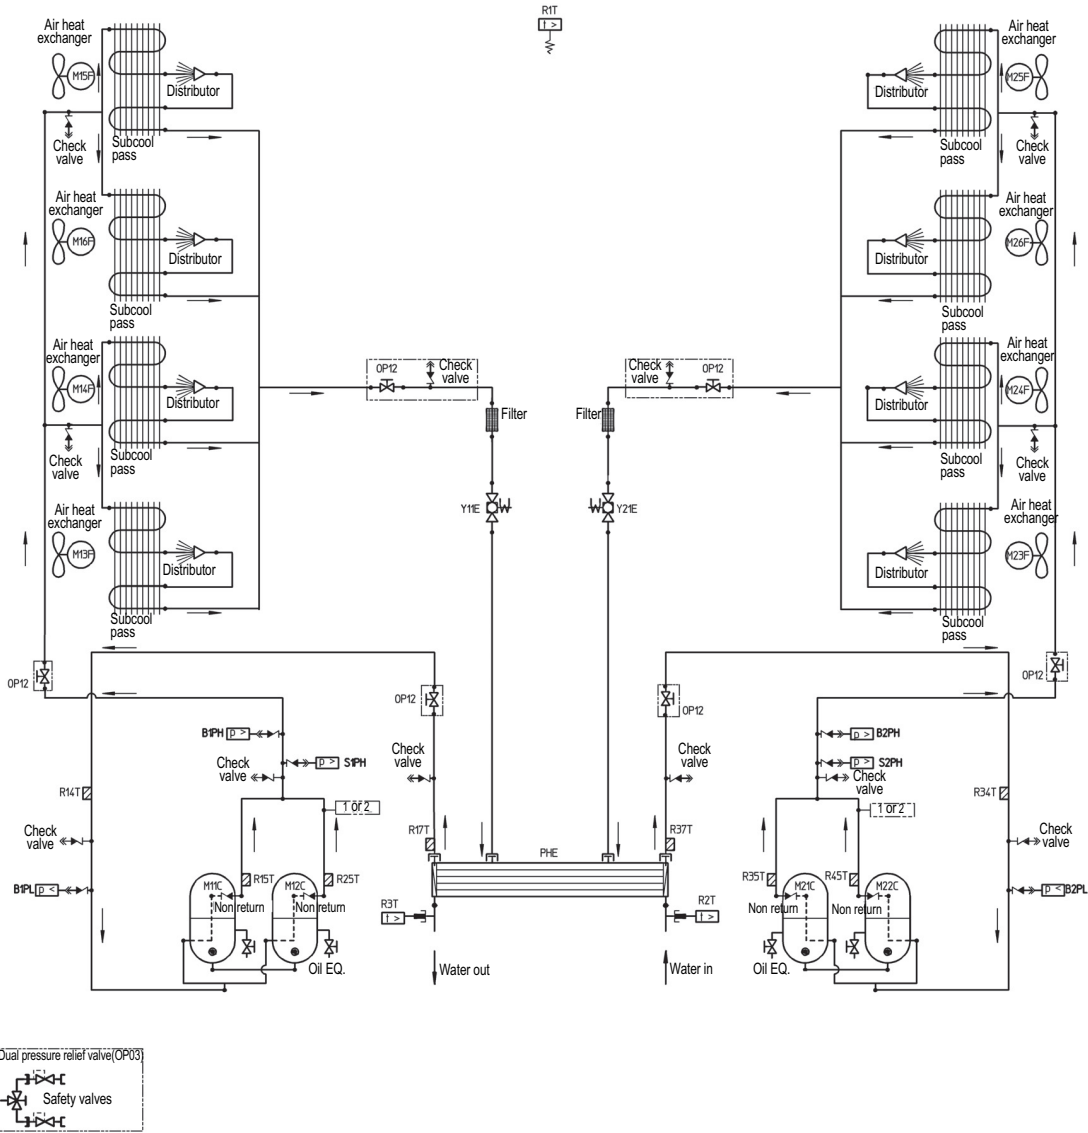 R1T
t >
Air heat
exchanger
M15F
Distributor
Check
valve
Subcool
pass
Air heat
exchanger
M16F
Distributor
Subcool
pass
Air heat
exchanger
M14F
Distributor
Check
valve
Subcool
pass
Air heat
exchanger
M13F
Distributor
Subcool
pass
Air heat
exchanger
M25F
Distributor
Check
valve
Subcool
pass
Air heat
exchanger
M26F
Distributor
Subcool
pass
Air heat
exchanger
M24F
Distributor
Check
valve
Subcool
pass
Air heat
exchanger
M23F
Distributor
Subcool
pass
OP12
Check
valve
Check
valve
OP12
Filter
Filter
Y11E
Y21E
OP12
OP12
OP12
OP12
B1PH
p >
p >
S1PH
Check
valve
Check
valve
Check
valve
p >
B2PH
p >
S2PH
Check
valve
R14T
1 or 2
1 or 2
R34T
Check
valve
R17T
PHE
R37T
Check
valve
B1PL
p <
M11C
R15T
M12C
R25T
Non return
Non return
R35T
M21C
R45T
M22C
Non return
Non return
p <
B2PL
R3T
t >
R2T
t >
Oil EQ.
Water out
Water in
Oil EQ.
Dual pressure relief valve(OP03)
Safety valves